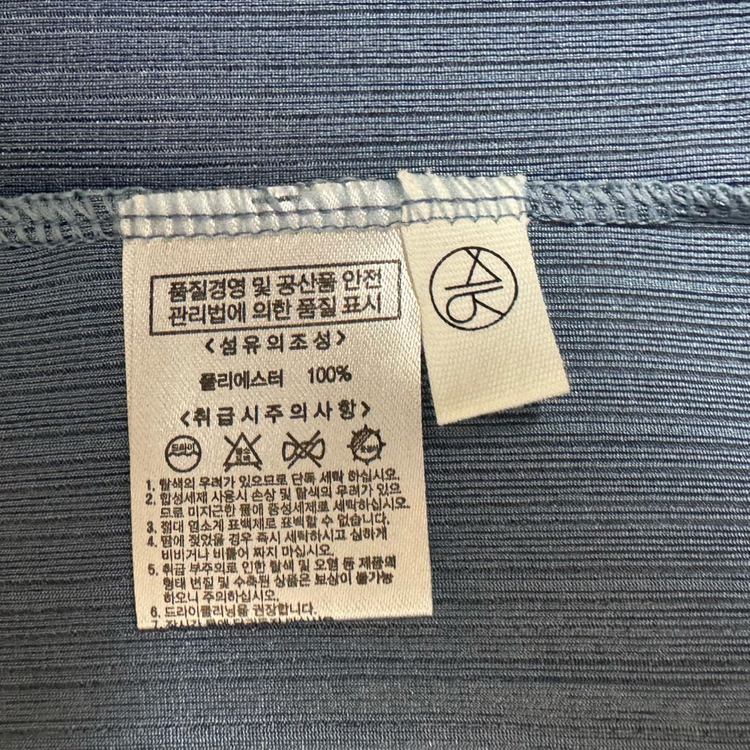 품질경영 및 공산품 안전
관리법에 의한 품질 표시
<섬유의조성>
폴리에스터 100%
<취급시주의사항>
드라이
염소
표백
1. 탈색의 우려가 있으므로 단독 세탁 하십시오.
2. 합성세제 사용시 손상 및 탈색의 우려가 있으
므로 미지근한 물에 중성세제로 세탁하십시오.
3. 절대 염소계 표백제로 표백할 수 없습니다.
4. 땀에 젖었을 경우 즉시 세탁하시고 심하게
비비거나 비틀어 짜지 마십시오.
5. 취급 부주의로 인한 탈색 및 오염 등 제품의
형태 변질 및 수축된 상품은 보상이 불가능
하오니 주의하십시오.
6. 드라이클리닝을 권장합니다.
7. 장시간 물에